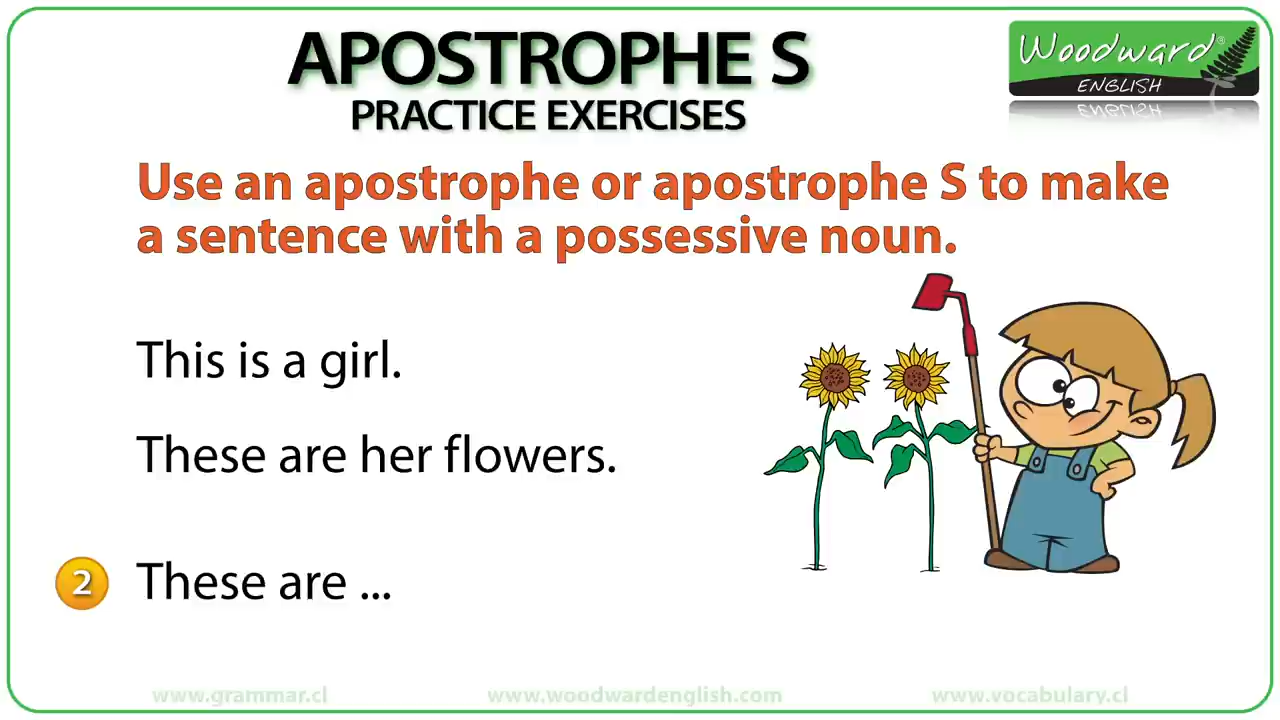 APOSTROPHE S
PRACTICE EXERCISES
Woodward®
ENGLISH
Use an apostrophe or apostrophe S to make
a sentence with a possessive noun.
This is a girl.
These are her flowers.
2 These are ...
www.grammar.cl www.woodwardenglish.com www.vocabulary.cl